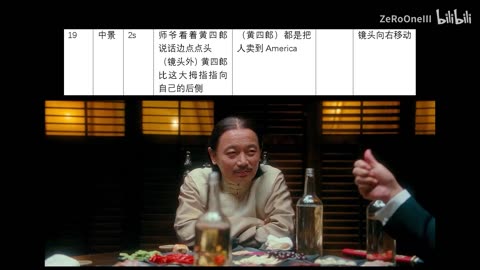 ZeRoOneIII bilibili
19 中景 2s 师爷看着黄四郎 （黄四郎）都是把 镜头向右移动
说话边点点头 人卖到 America
（镜头外）黄四郎
比这大拇指指向
自己的后侧